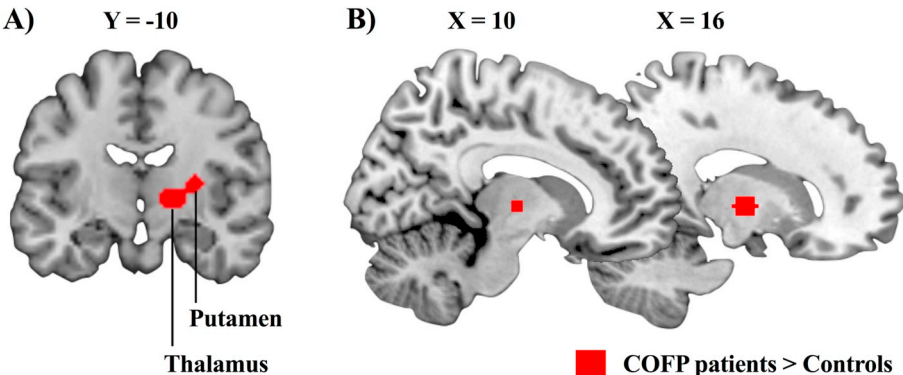 A) Y = -10 B) X = 10 X = 16
Putamen
Thalamus
COFP patients > Controls